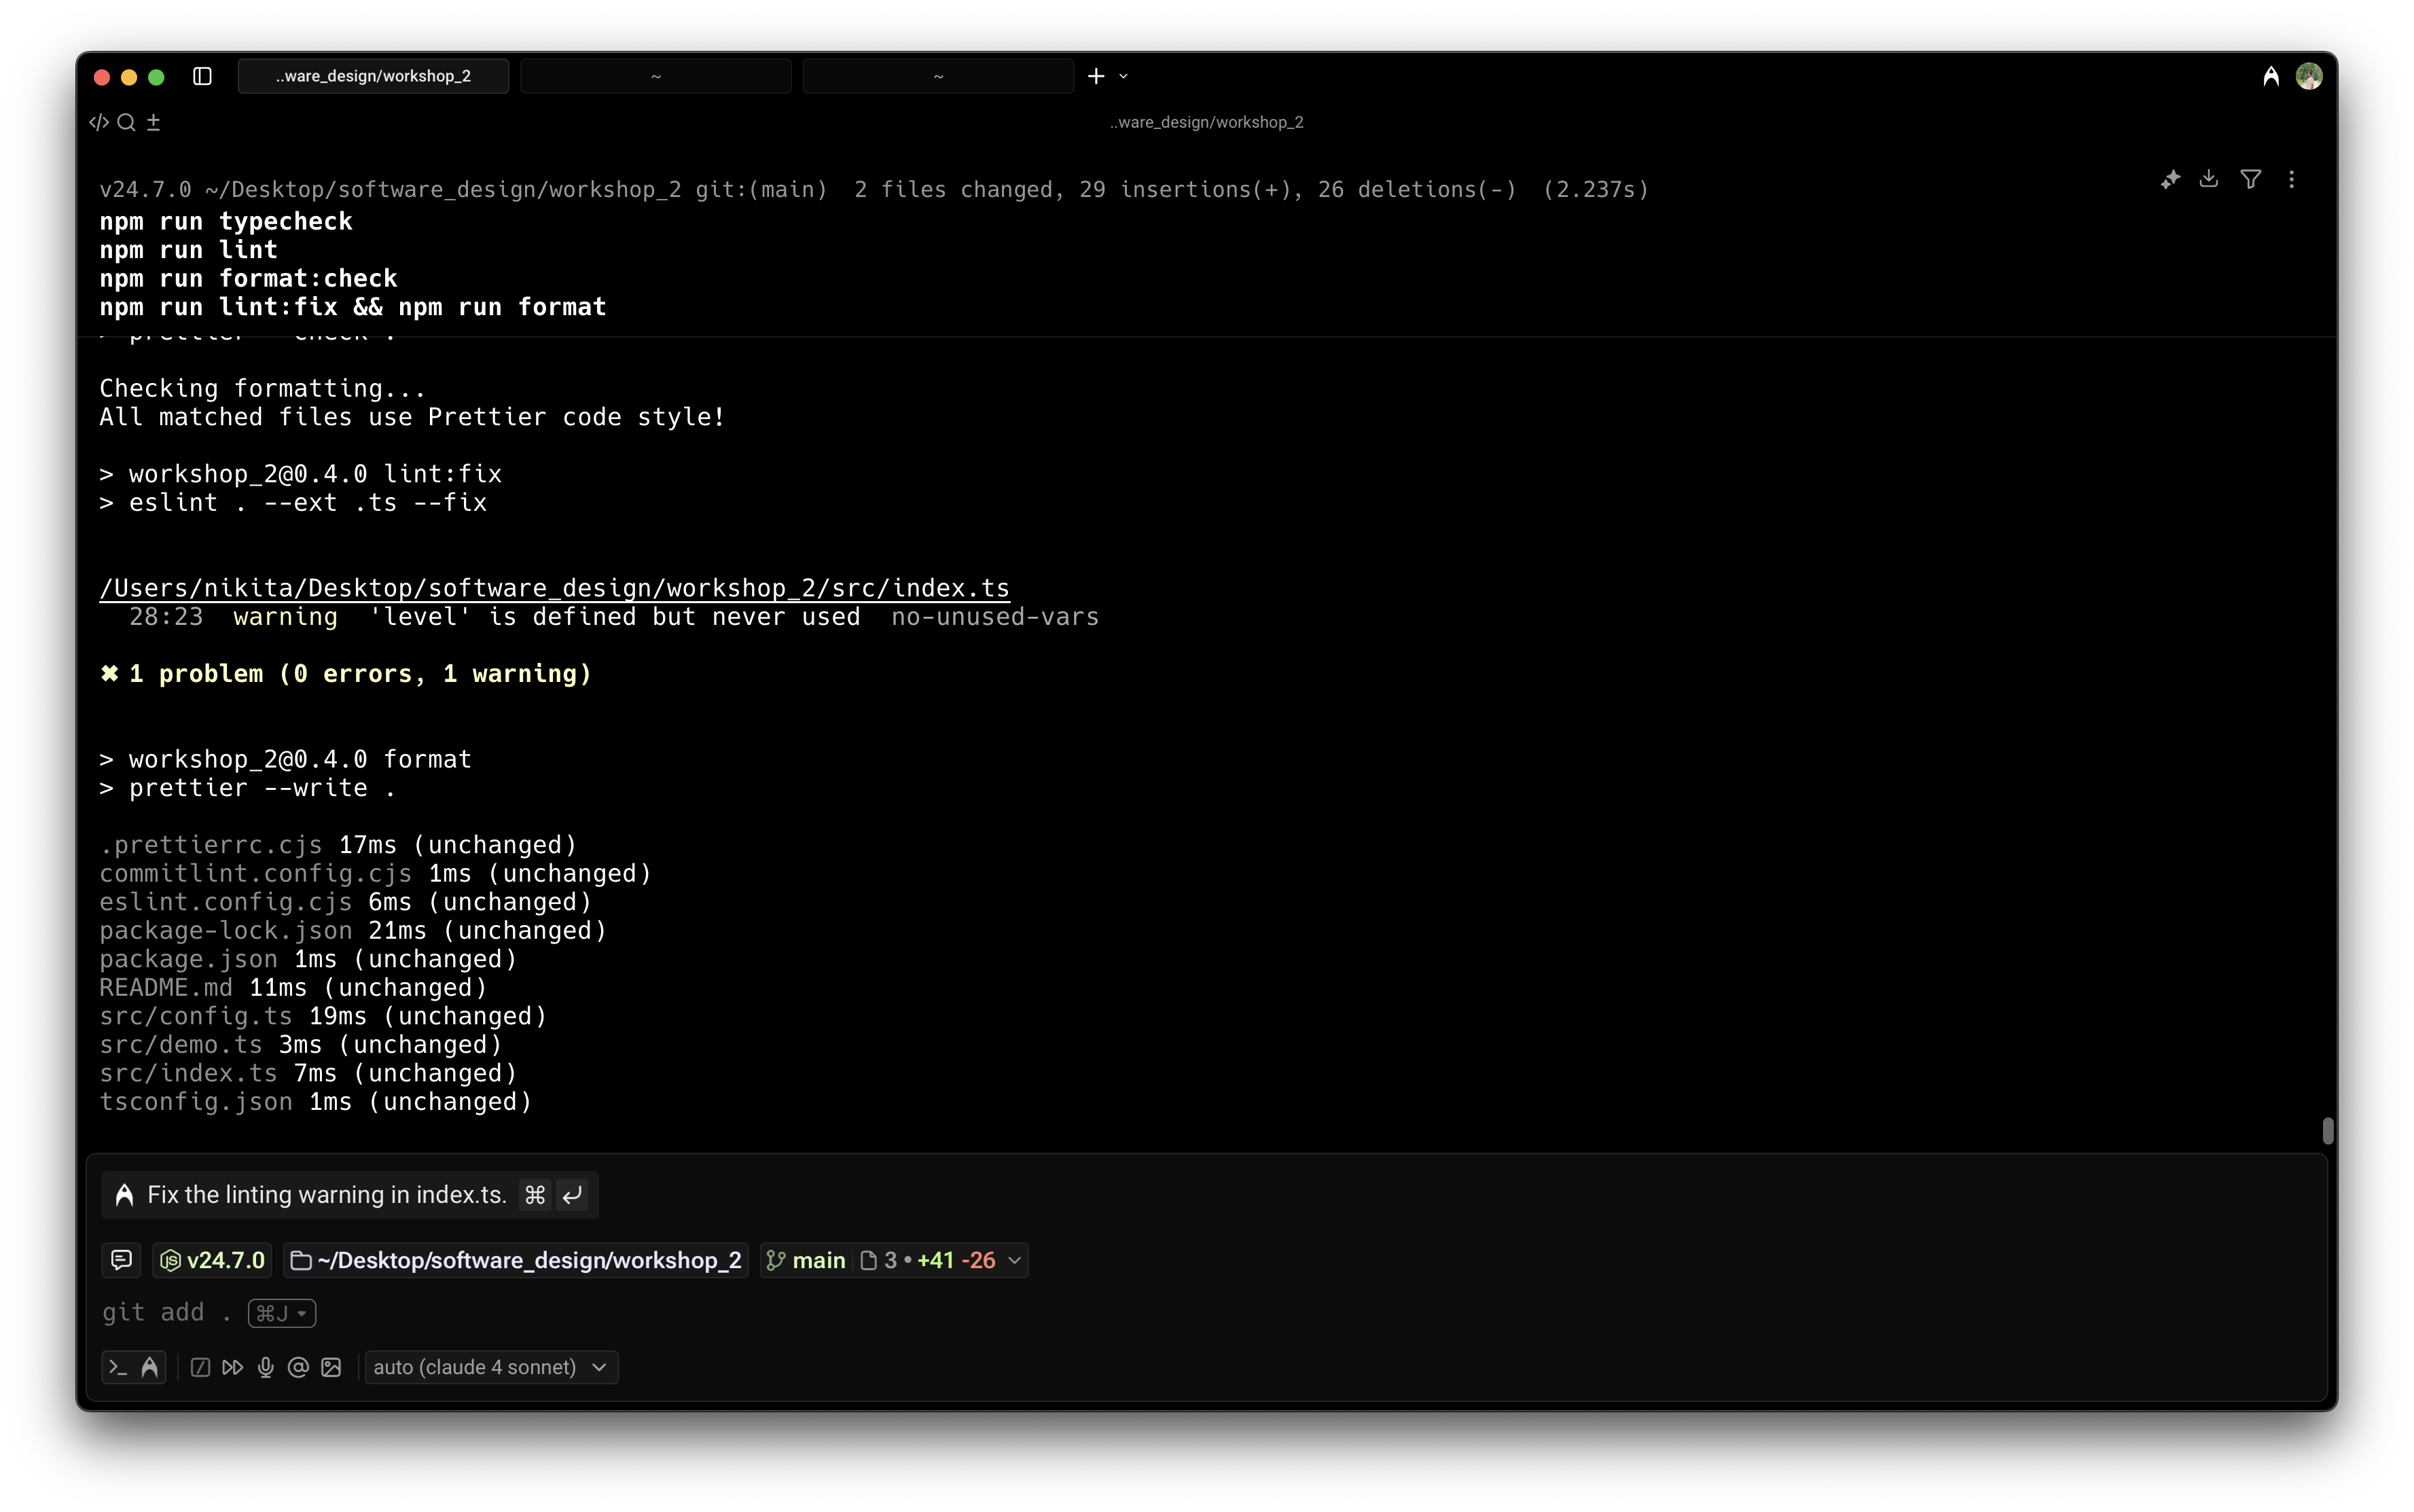 ..ware_design/workshop_2
~
~
..ware_design/workshop_2
v24.7.0 ~/Desktop/software_design/workshop_2 git:(main)  2 files changed, 29 insertions(+), 26 deletions(-)  (2.237s)
npm run typecheck
npm run lint
npm run format:check
npm run lint:fix && npm run format
> prettier --check .
Checking formatting...
All matched files use Prettier code style!
> workshop_2@0.4.0 lint:fix
> eslint . --ext .ts --fix
/Users/nikita/Desktop/software_design/workshop_2/src/index.ts
  28:23  warning  'level' is defined but never used  no-unused-vars
✖ 1 problem (0 errors, 1 warning)
> workshop_2@0.4.0 format
> prettier --write .
.prettierrc.cjs 17ms (unchanged)
commitlint.config.cjs 1ms (unchanged)
eslint.config.cjs 6ms (unchanged)
package-lock.json 21ms (unchanged)
package.json 1ms (unchanged)
README.md 11ms (unchanged)
src/config.ts 19ms (unchanged)
src/demo.ts 3ms (unchanged)
src/index.ts 7ms (unchanged)
tsconfig.json 1ms (unchanged)
Fix the linting warning in index.ts. ⌘ ↵
v24.7.0 ~/Desktop/software_design/workshop_2 main 3 • +41 -26
git add . ⌘J
auto (claude 4 sonnet)